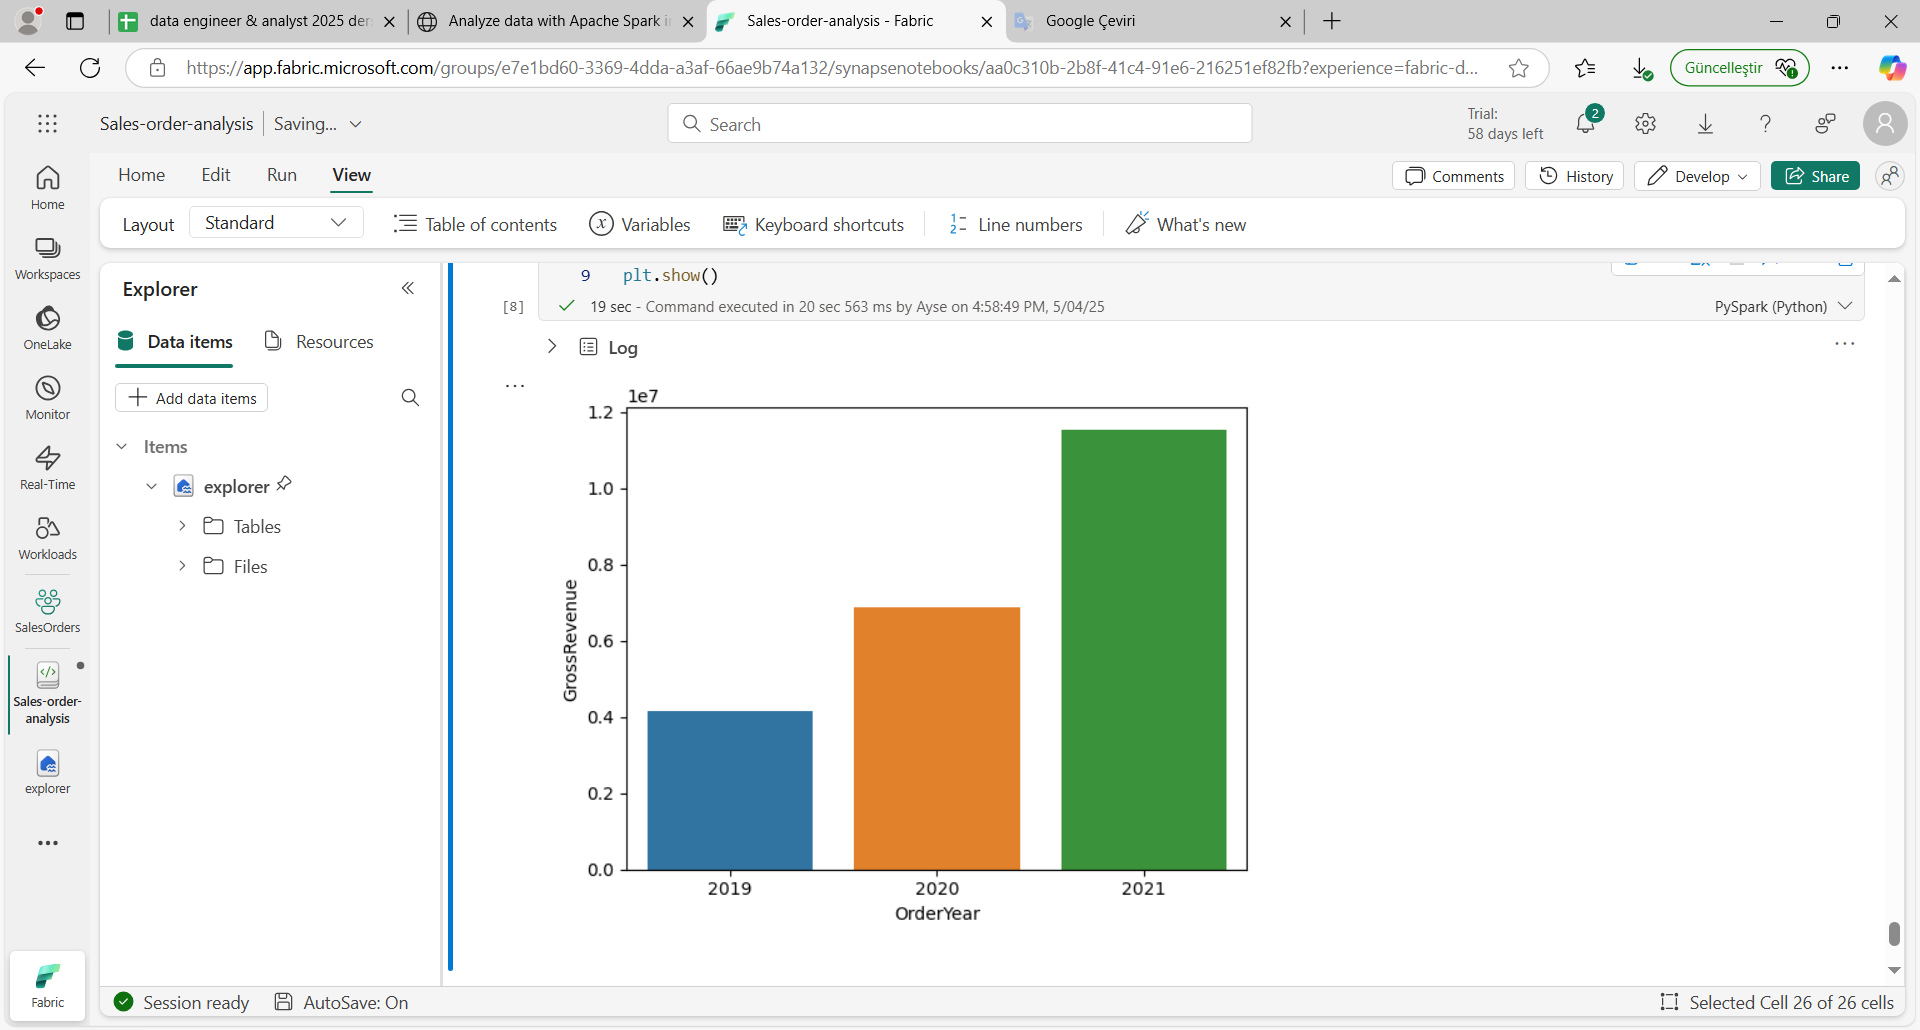 data engineer & analyst 2025 der
Analyze data with Apache Spark i
Sales-order-analysis - Fabric
Google Çeviri
https://app.fabric.microsoft.com/groups/e7e1bd60-3369-4dda-a3af-66ae9b74a132/synapsenotebooks/aa0c310b-2b8f-41c4-91e6-216251ef82fb?experience=fabric-d...
Güncelleştir
Sales-order-analysis
Saving...
Search
Trial:
58 days left
2
Home
Edit
Run
View
Comments
History
Develop
Share
Layout
Standard
Table of contents
Variables
Keyboard shortcuts
Line numbers
What's new
Home
Workspaces
OneLake
Monitor
Real-Time
Workloads
SalesOrders
Sales-order-
analysis
explorer
Fabric
Explorer
Data items
Resources
Add data items
Items
explorer
Tables
Files
9 plt.show()
[8]
19 sec - Command executed in 20 sec 563 ms by Ayse on 4:58:49 PM, 5/04/25
PySpark (Python)
Log
1e7
1.2
1.0
0.8
0.6
0.4
0.2
0.0
GrossRevenue
2019
2020
2021
OrderYear
Session ready
AutoSave: On
Selected Cell 26 of 26 cells